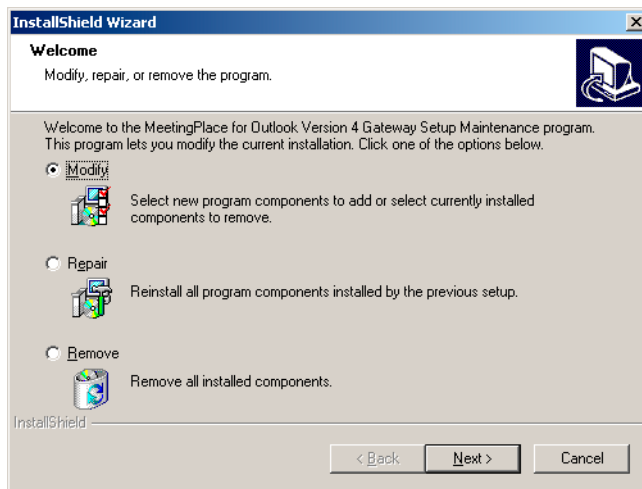 InstallShield Wizard
Welcome
Modify, repair, or remove the program.
Welcome to the MeetingPlace for Outlook Version 4 Gateway Setup Maintenance program.
This program lets you modify the current installation. Click one of the options below.
Modify
Select new program components to add or select currently installed
components to remove.
Repair
Reinstall all program components installed by the previous setup.
Remove
Remove all installed components.
InstallShield
< Back
Next >
Cancel